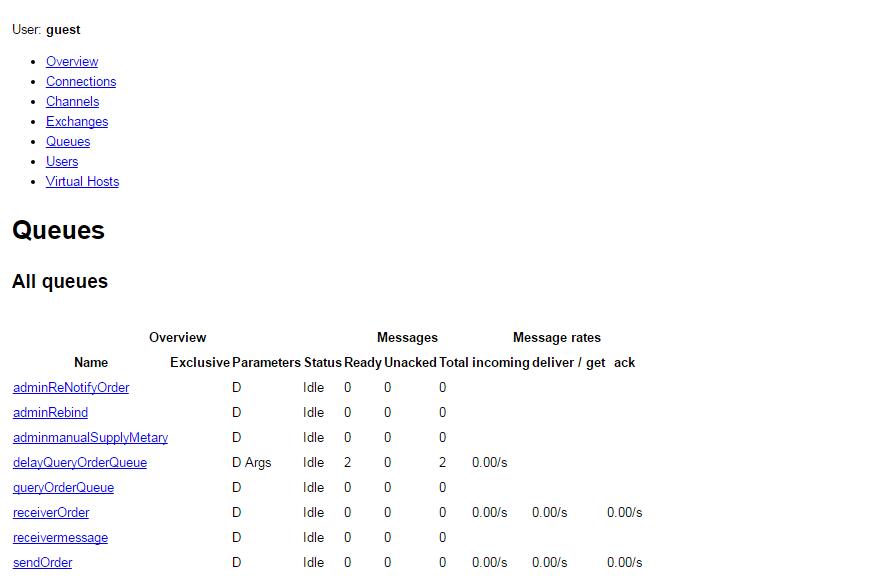 User: guest
Overview
Connections
Channels
Exchanges
Queues
Users
Virtual Hosts
Queues
All queues
Overview Messages Message rates
Name Exclusive Parameters Status Ready Unacked Total incoming deliver / get ack
adminReNotifyOrder D Idle 0 0 0
adminRebind D Idle 0 0 0
adminmanualSupplyMetary D Idle 0 0 0
delayQueryOrderQueue D Args Idle 2 0 2 0.00/s
queryOrderQueue D Idle 0 0 0
receiverOrder D Idle 0 0 0 0.00/s 0.00/s 0.00/s
receivermessage D Idle 0 0 0
sendOrder D Idle 0 0 0 0.00/s 0.00/s 0.00/s